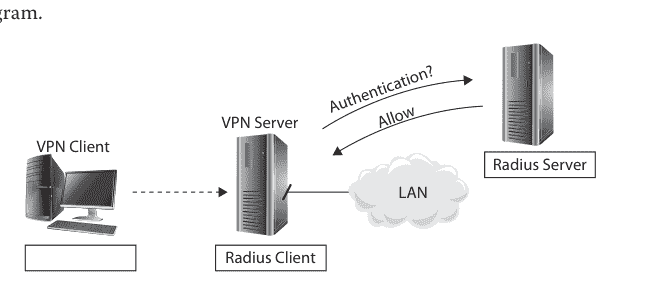 gram.
Authentication?
Allow
VPN Server
VPN Client
Radius Server
LAN
Radius Client